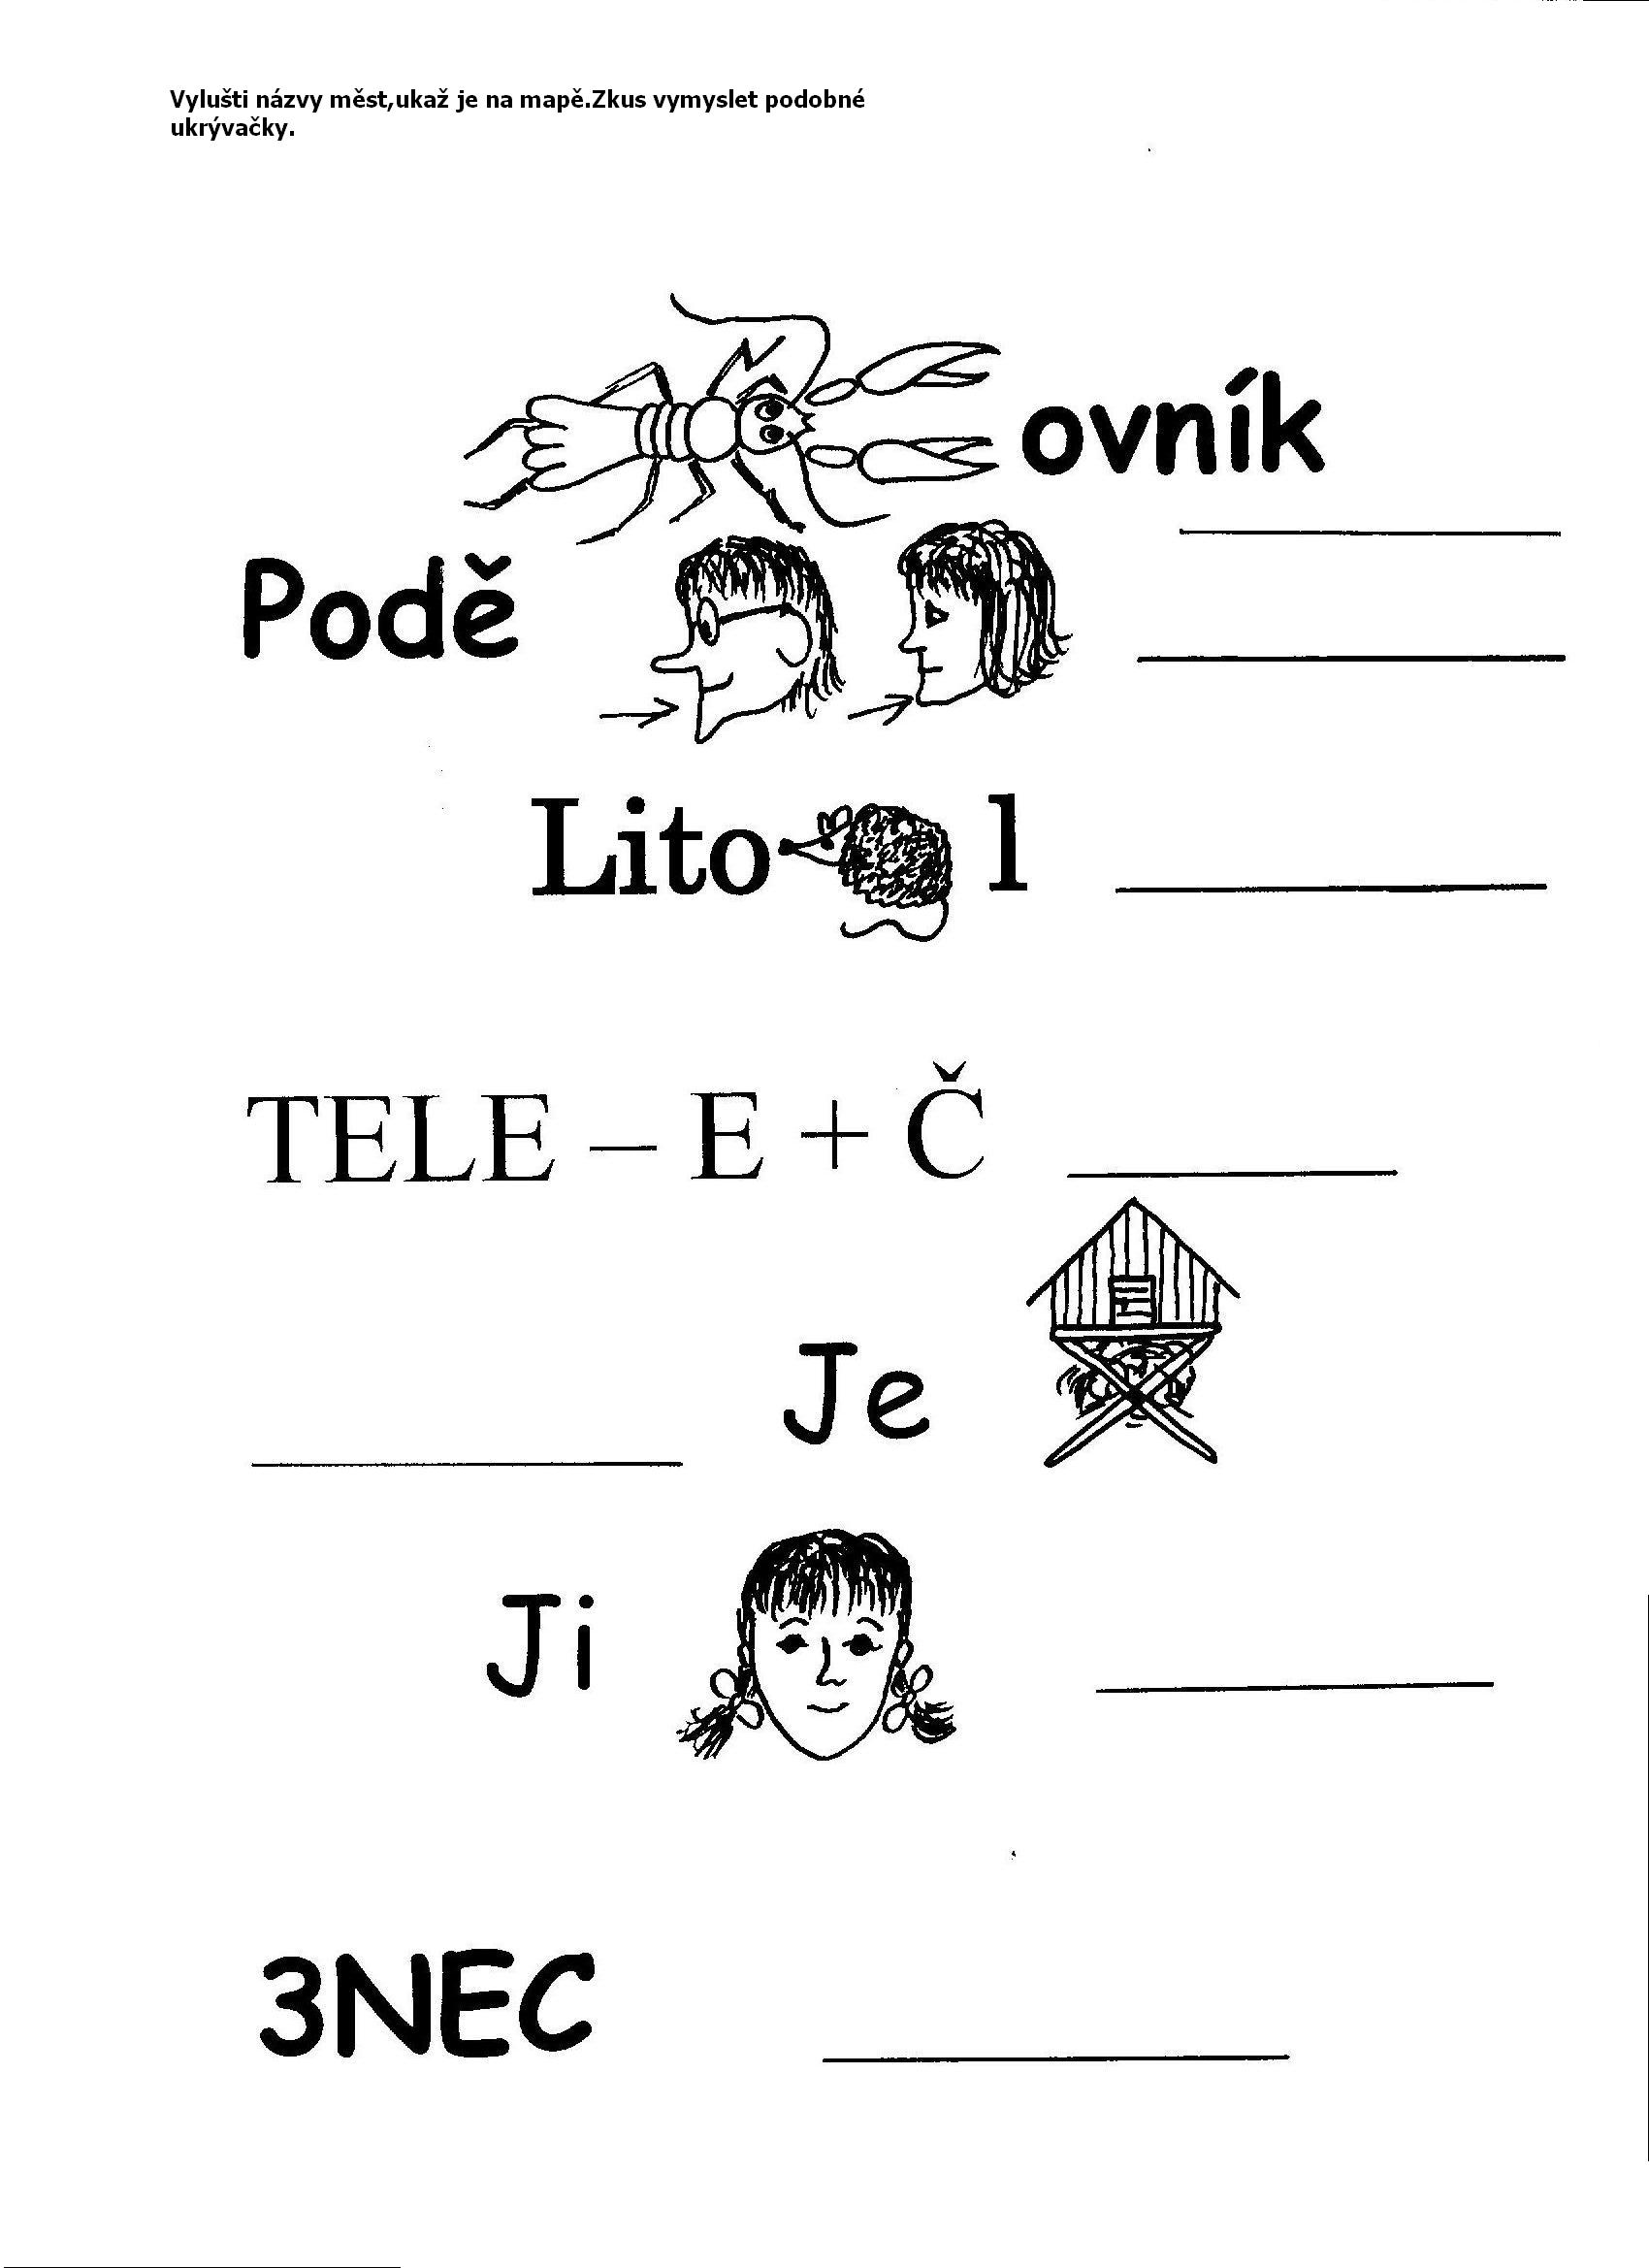 Vylušti názvy měst,ukaž je na mapě.Zkus vymyslet podobné
ukrývačky.
ovník
Podě
Lito l
TELE – E + Č
Je
Ji
3NEC